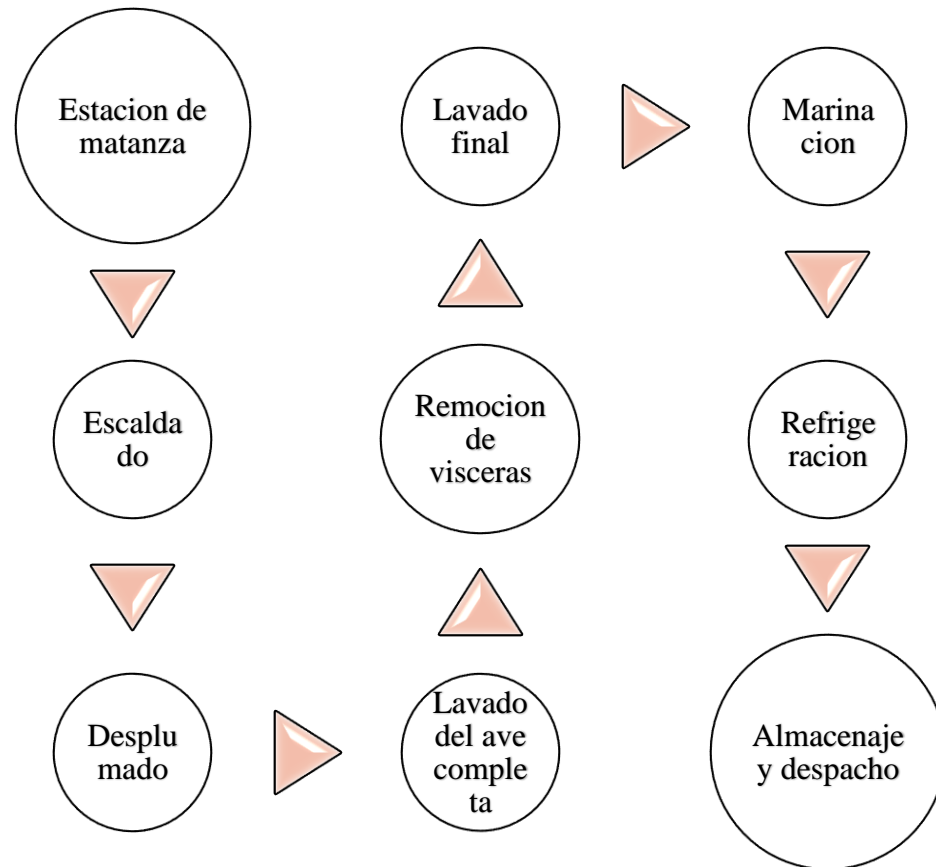 Estacion de
matanza
Escalda
do
Desplu
mado
Lavado
del ave
comple
ta
Remocion
de
visceras
Lavado
final
Marina
cion
Refrige
racion
Almacenaje
y despacho